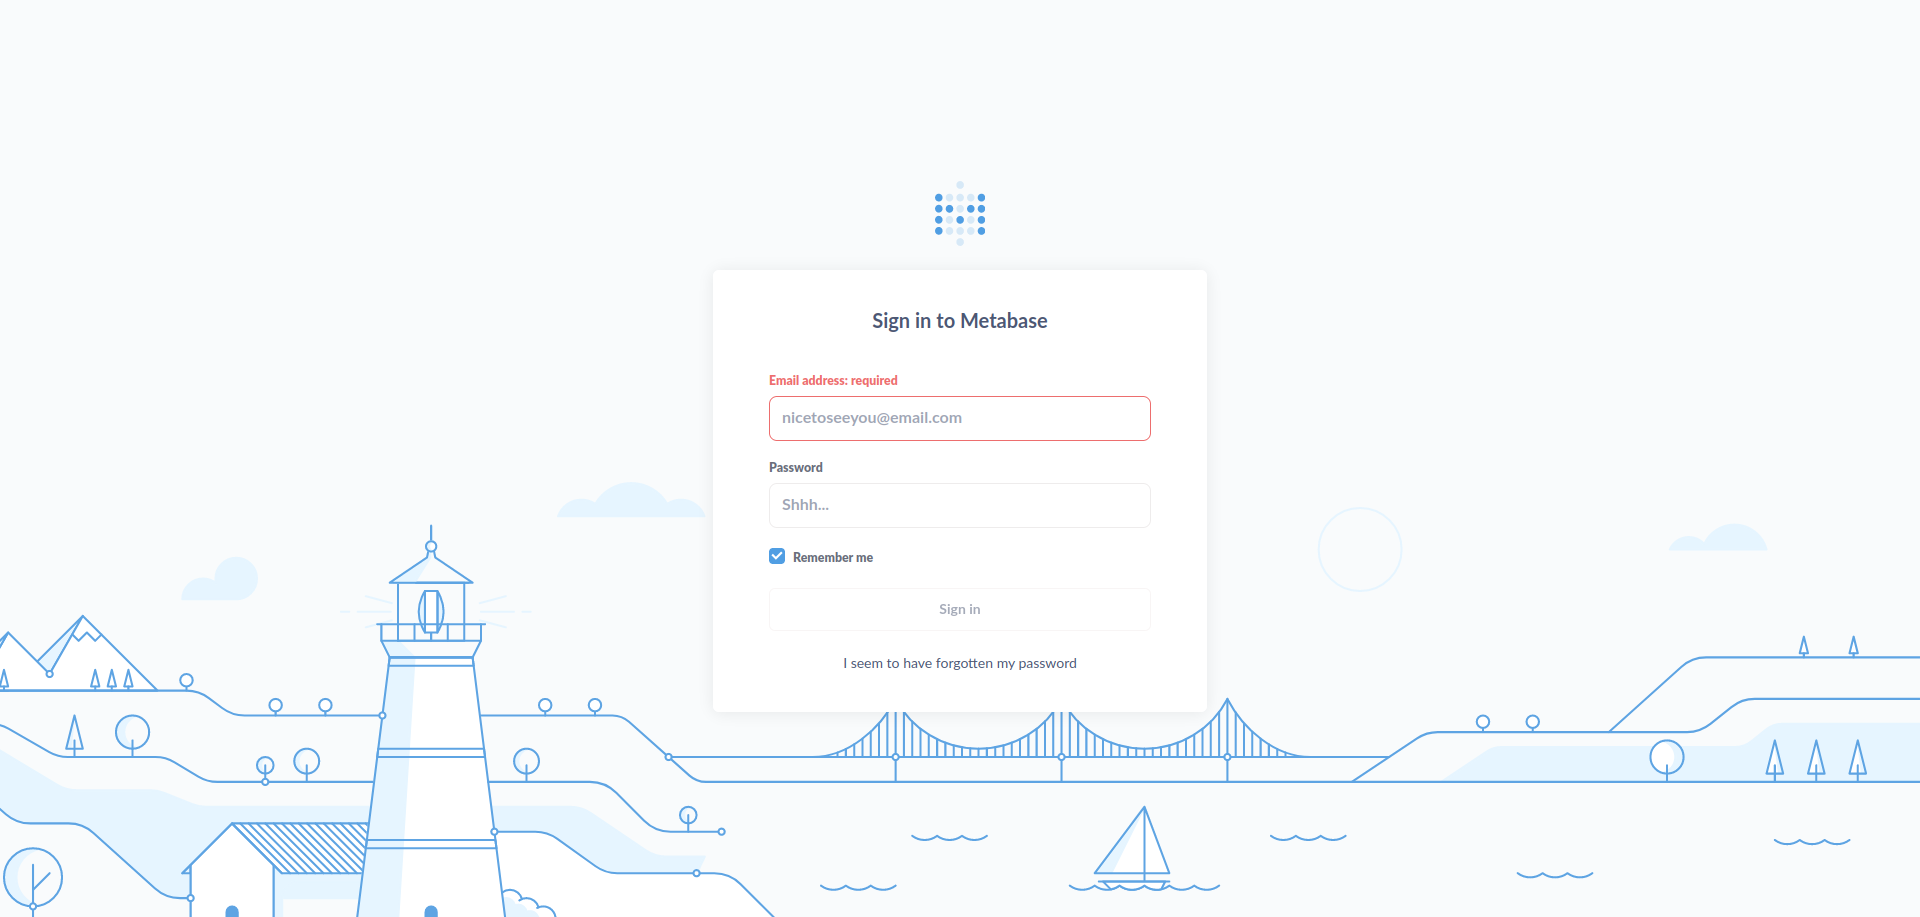 Sign in to Metabase
Email address: required
nicetoseeyou@email.com
Password
Shhh...
Remember me
Sign in
I seem to have forgotten my password